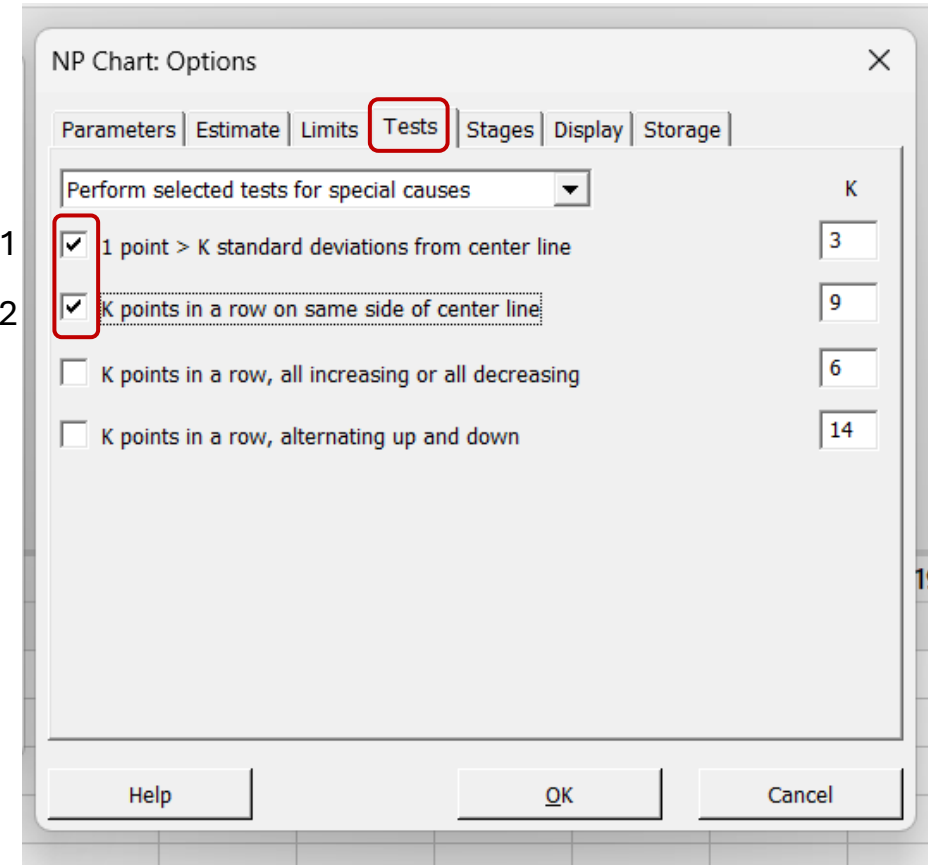 NP Chart: Options
Parameters Estimate Limits Tests Stages Display Storage
Perform selected tests for special causes K
1 1 point > K standard deviations from center line 3
2 K points in a row on same side of center line 9
K points in a row, all increasing or all decreasing 6
K points in a row, alternating up and down 14
Help OK Cancel